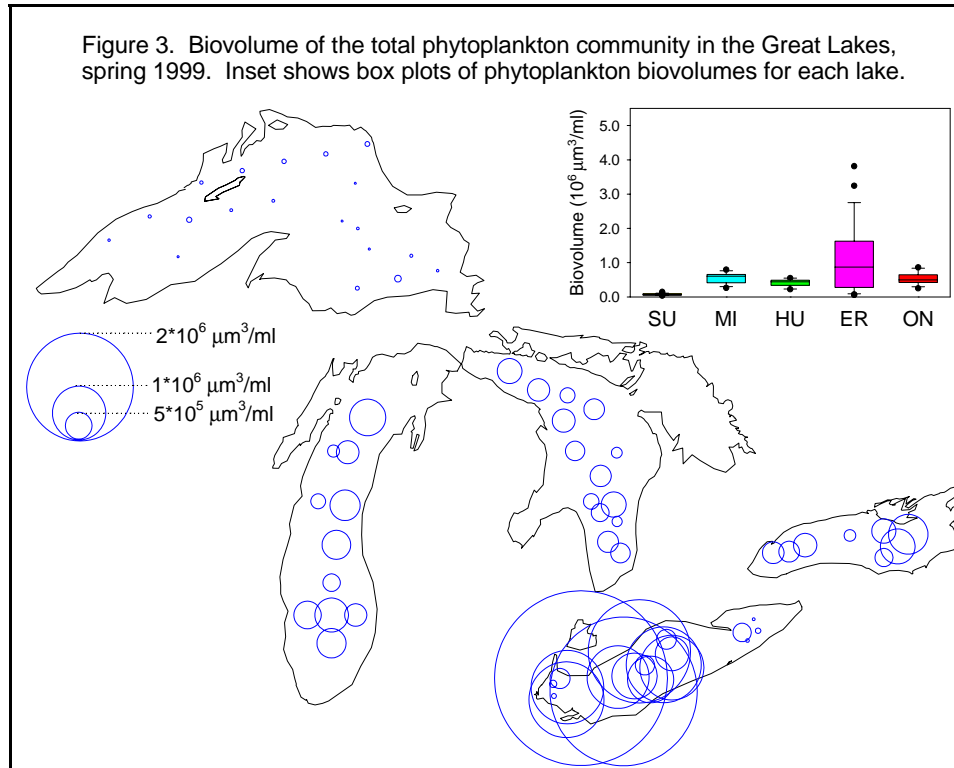 Figure 3. Biovolume of the total phytoplankton community in the Great Lakes,
spring 1999. Inset shows box plots of phytoplankton biovolumes for each lake.
Biovolume (10⁶ μm³/ml)
5.0
4.0
3.0
2.0
1.0
0.0
SU MI HU ER ON
2*10⁶ μm³/ml
1*10⁶ μm³/ml
5*10⁵ μm³/ml